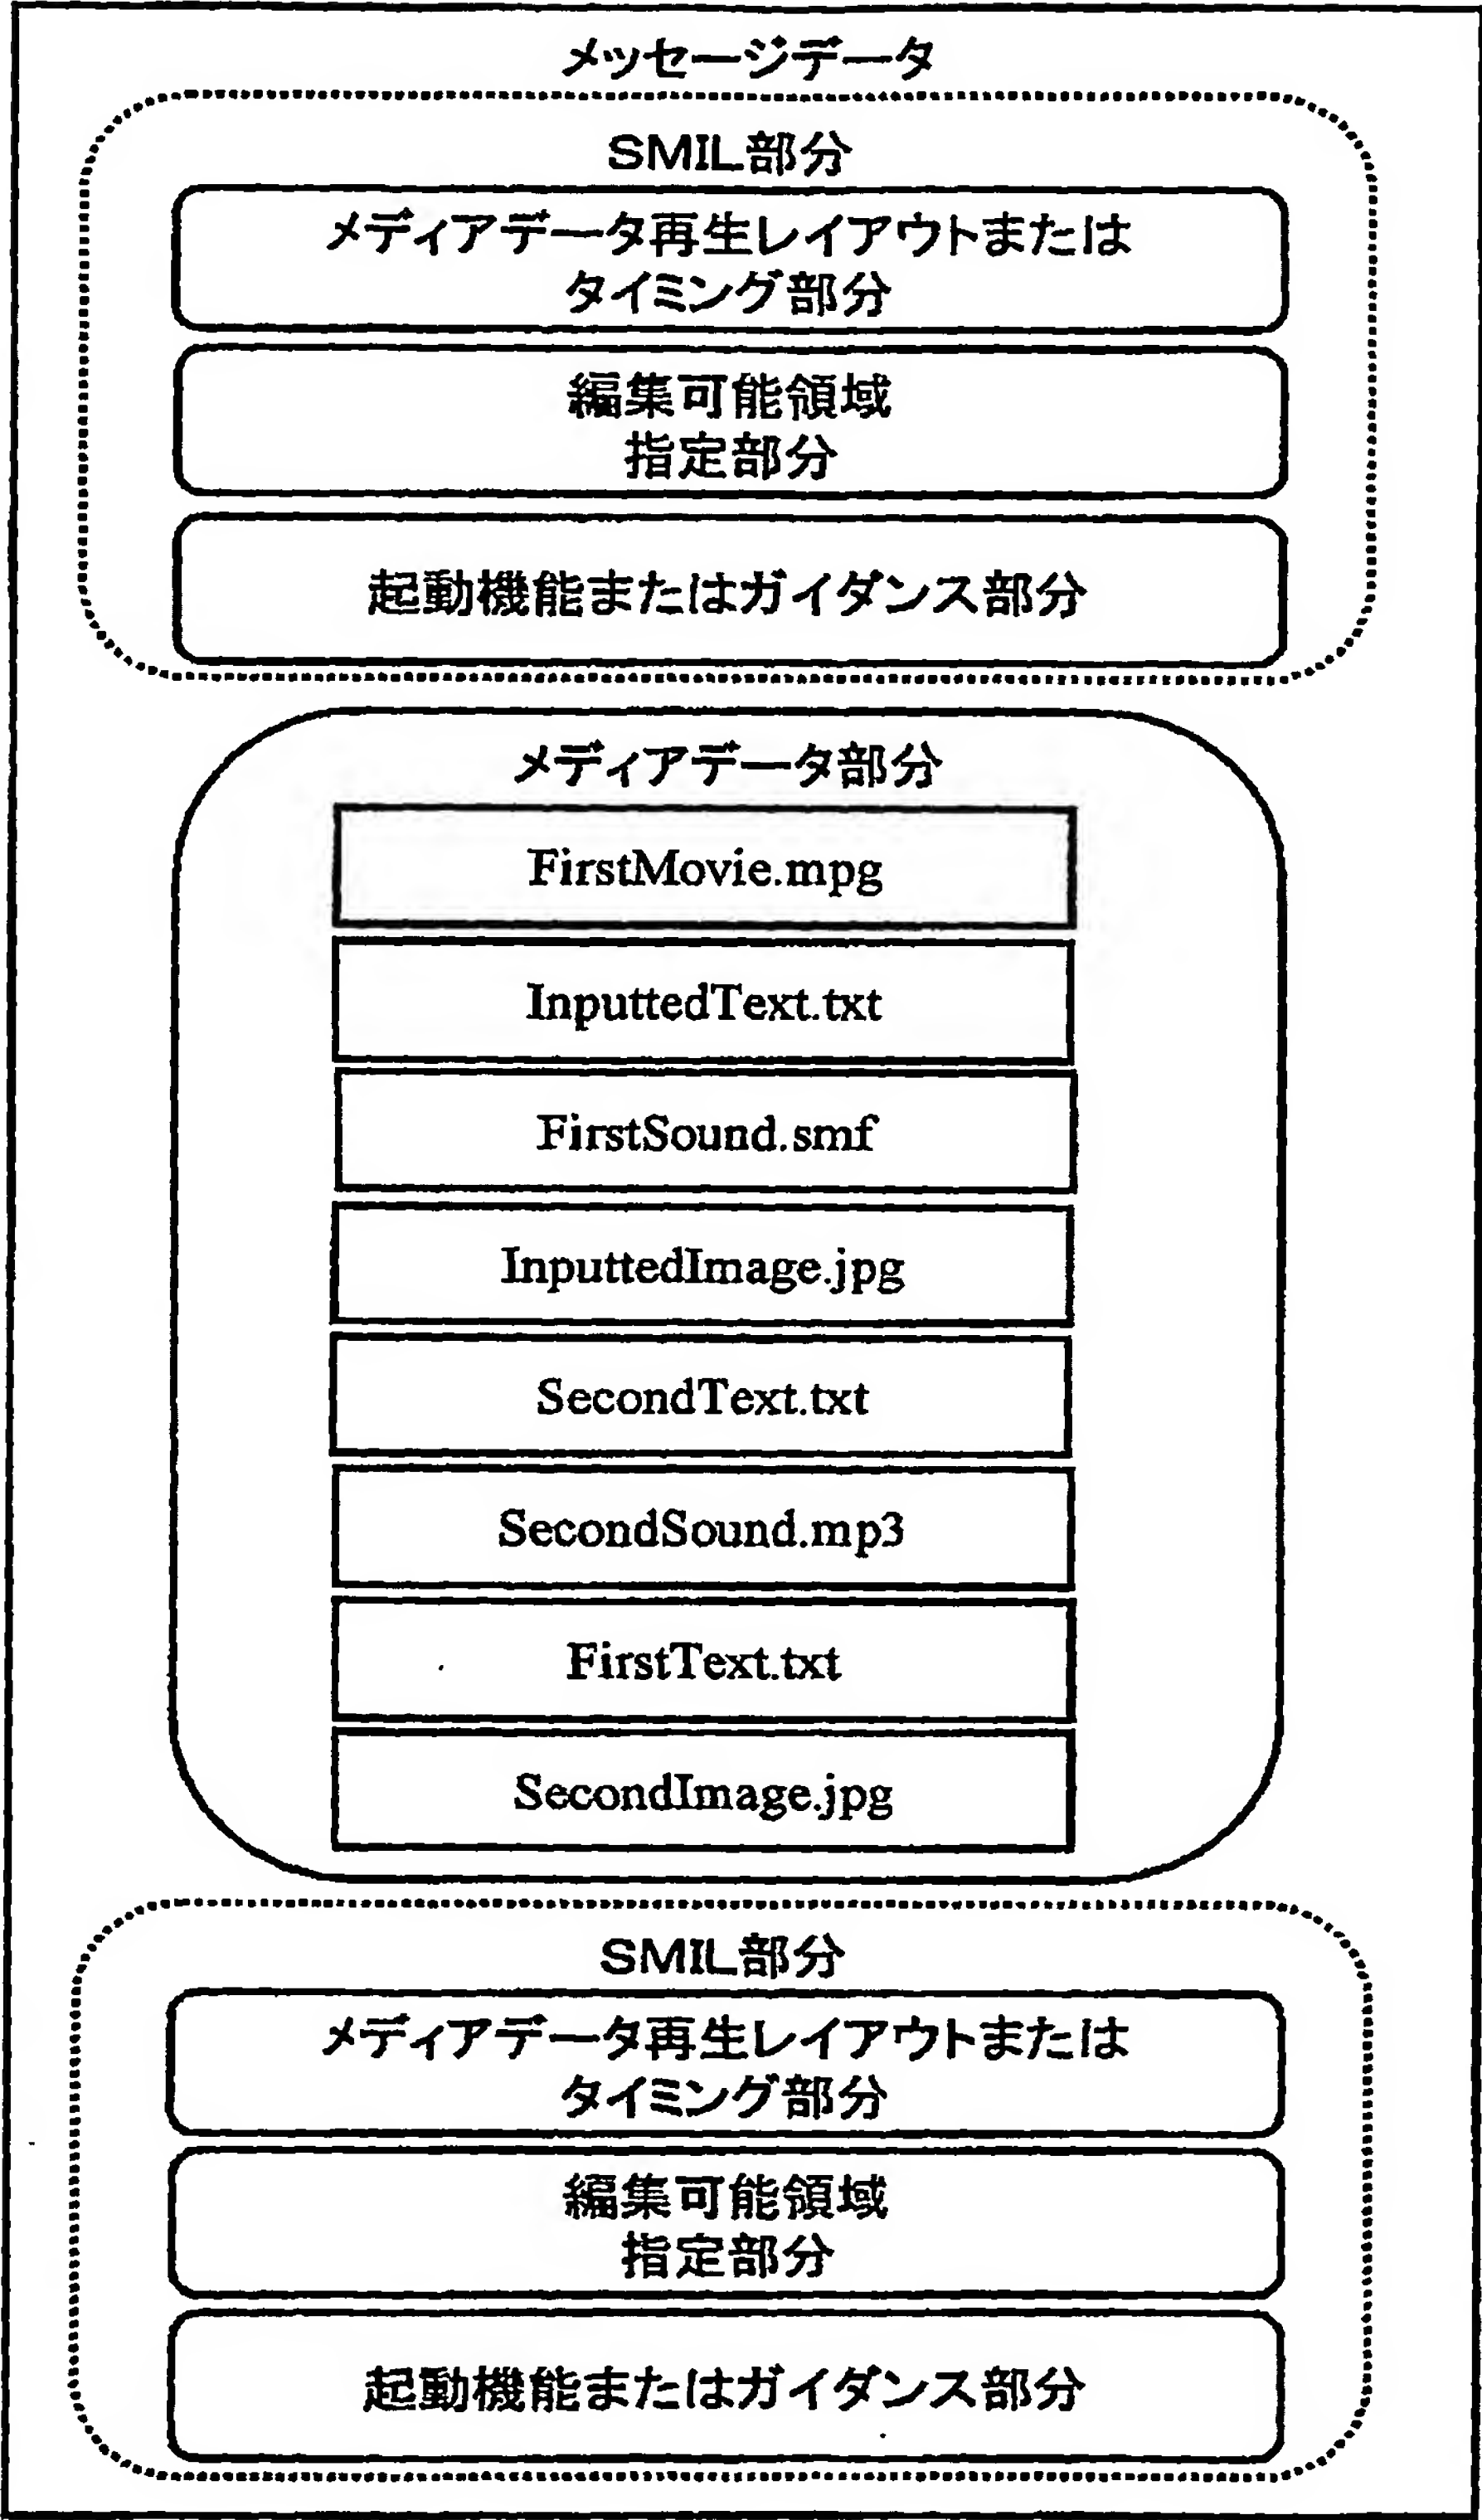 メッセージデータ
SMIL部分
メディアデータ再生レイアウトまたは
タイミング部分
編集可能領域
指定部分
起動機能またはガイダンス部分
メディアデータ部分
FirstMovie.mpg
InputtedText.txt
FirstSound.smf
InputtedImage.jpg
SecondText.txt
SecondSound.mp3
FirstText.txt
SecondImage.jpg
SMIL部分
メディアデータ再生レイアウトまたは
タイミング部分
編集可能領域
指定部分
起動機能またはガイダンス部分